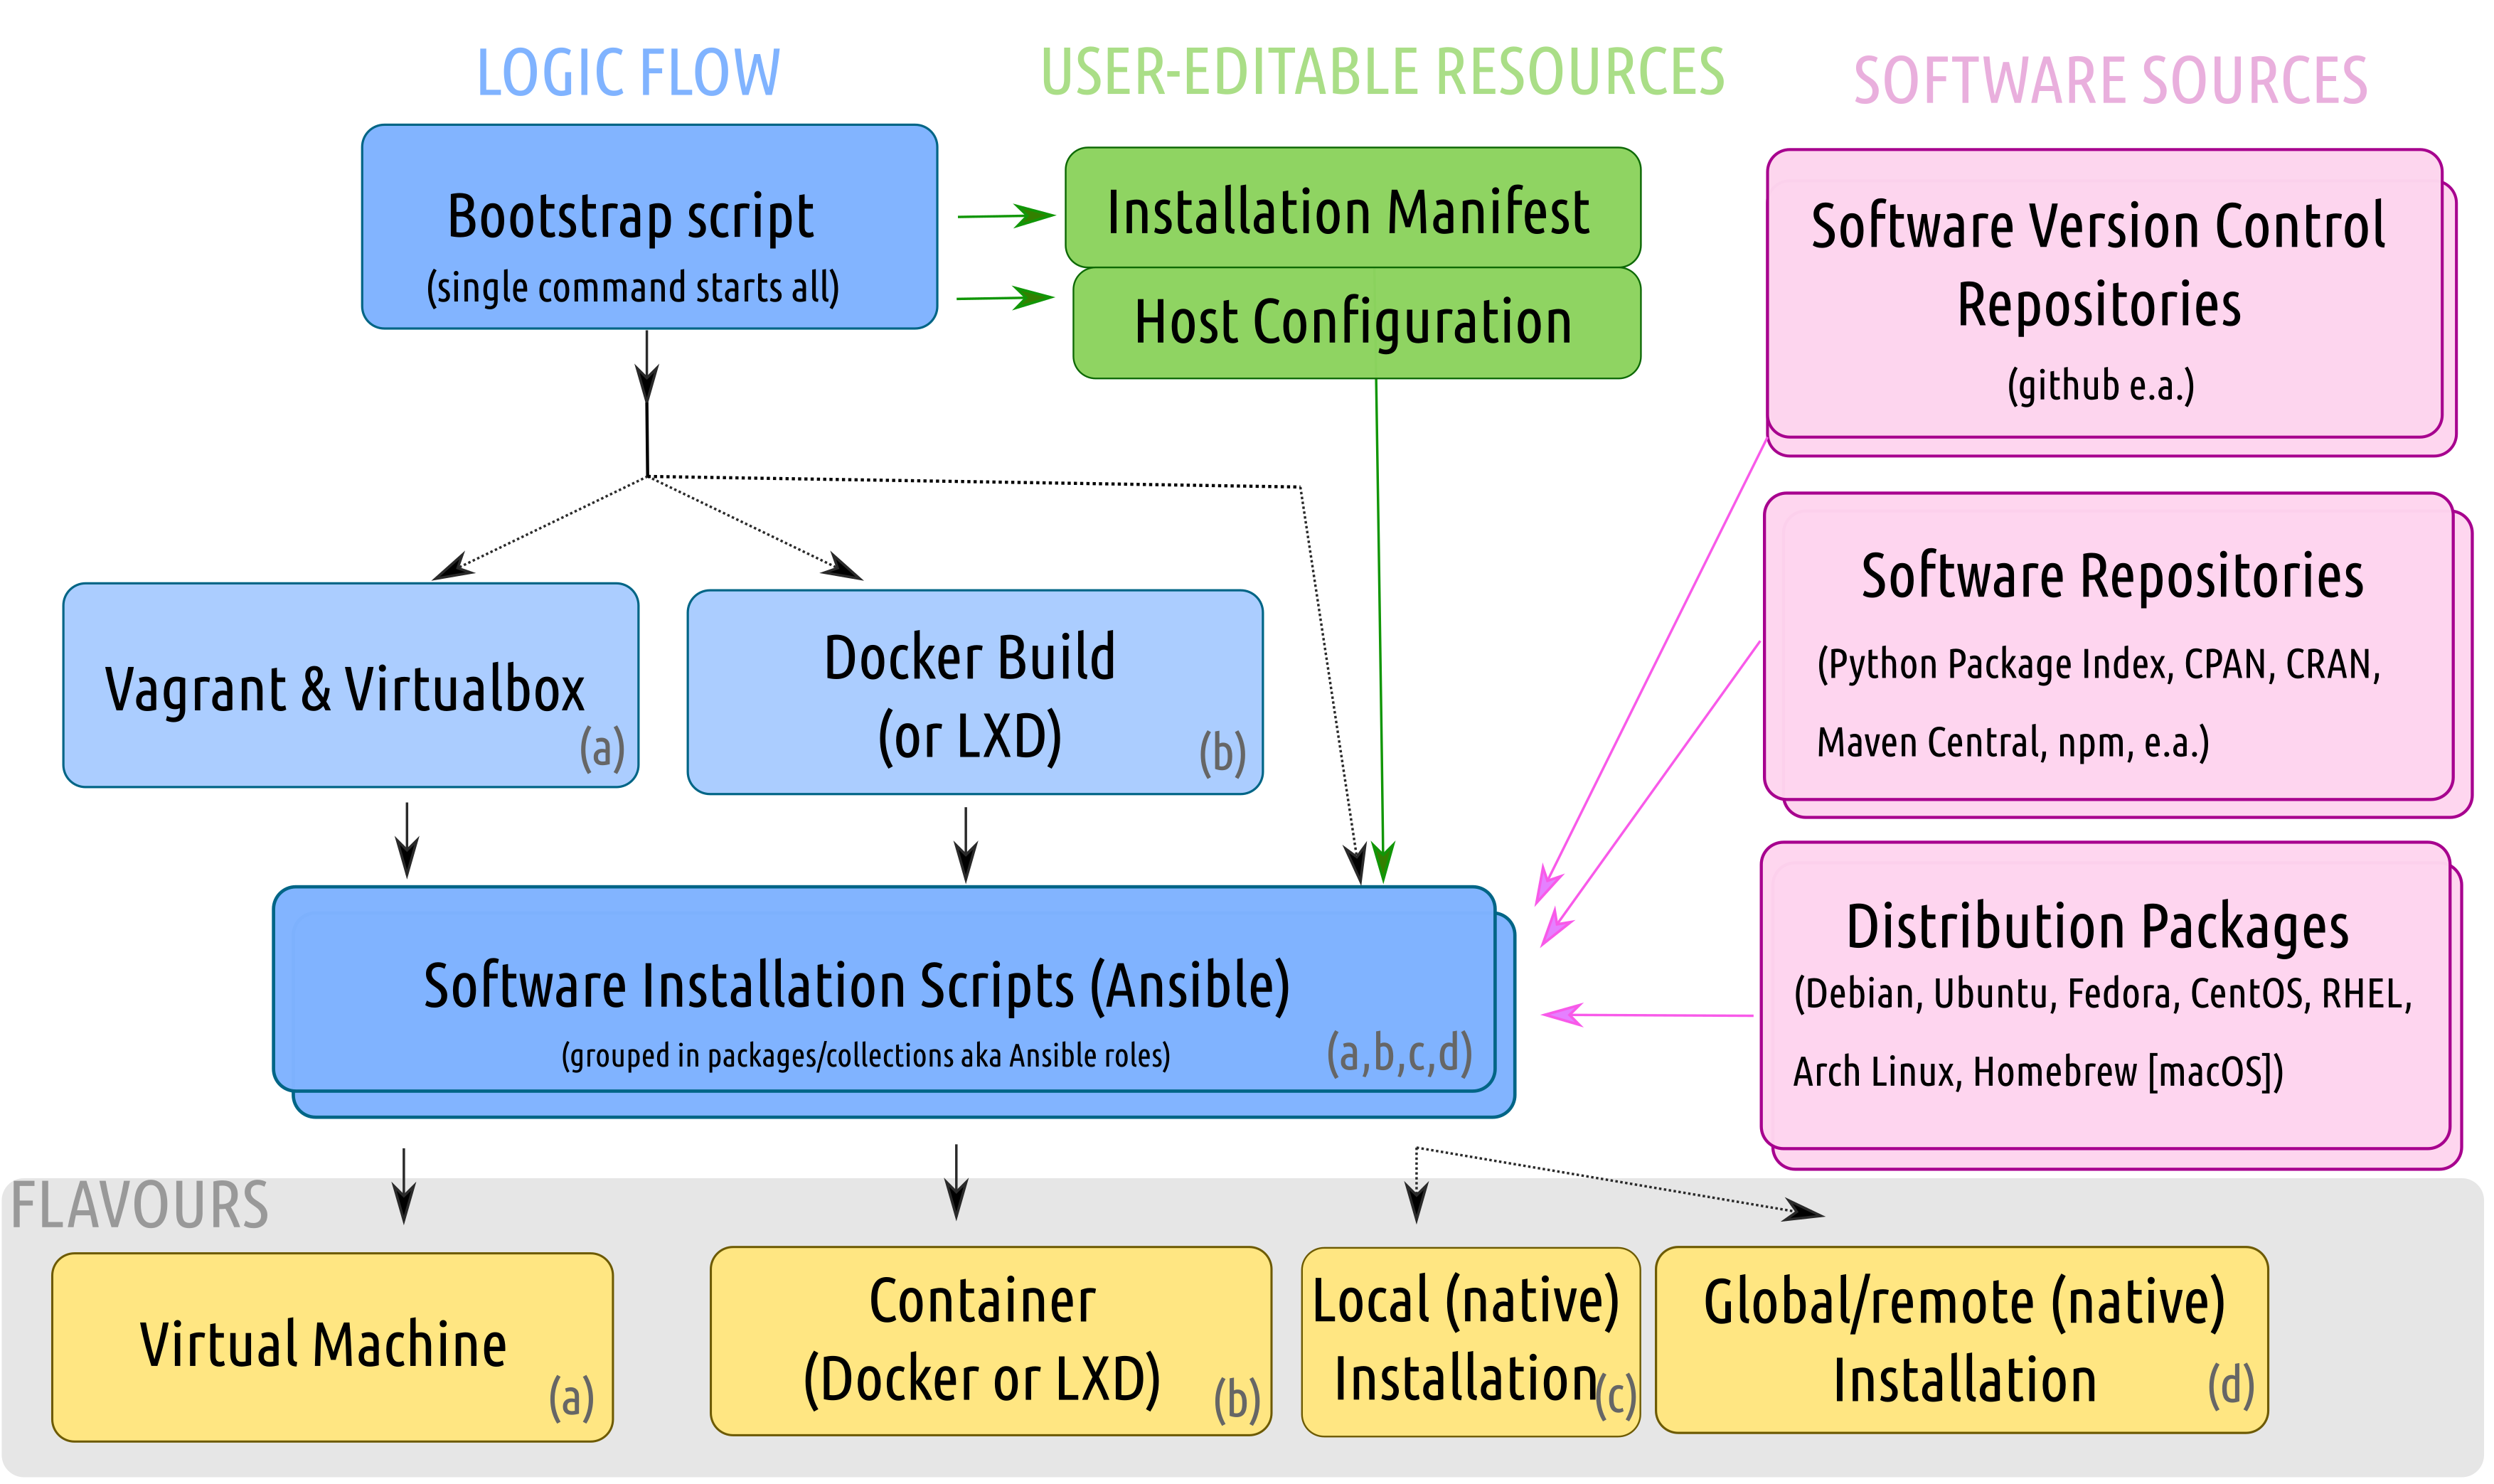 LOGIC FLOW
USER-EDITABLE RESOURCES
SOFTWARE SOURCES
Bootstrap script
(single command starts all)
Installation Manifest
Host Configuration
Software Version Control
Repositories
(github e.a.)
Software Repositories
(Python Package Index, CPAN, CRAN,
Maven Central, npm, e.a.)
Vagrant & Virtualbox
(a)
Docker Build
(or LXD)
(b)
Distribution Packages
(Debian, Ubuntu, Fedora, CentOS, RHEL,
Arch Linux, Homebrew [macOS])
Software Installation Scripts (Ansible)
(grouped in packages/collections aka Ansible roles)
(a,b,c,d)
FLAVOURS
Virtual Machine
(a)
Container
(Docker or LXD)
(b)
Local (native)
Installation
(c)
Global/remote (native)
Installation
(d)